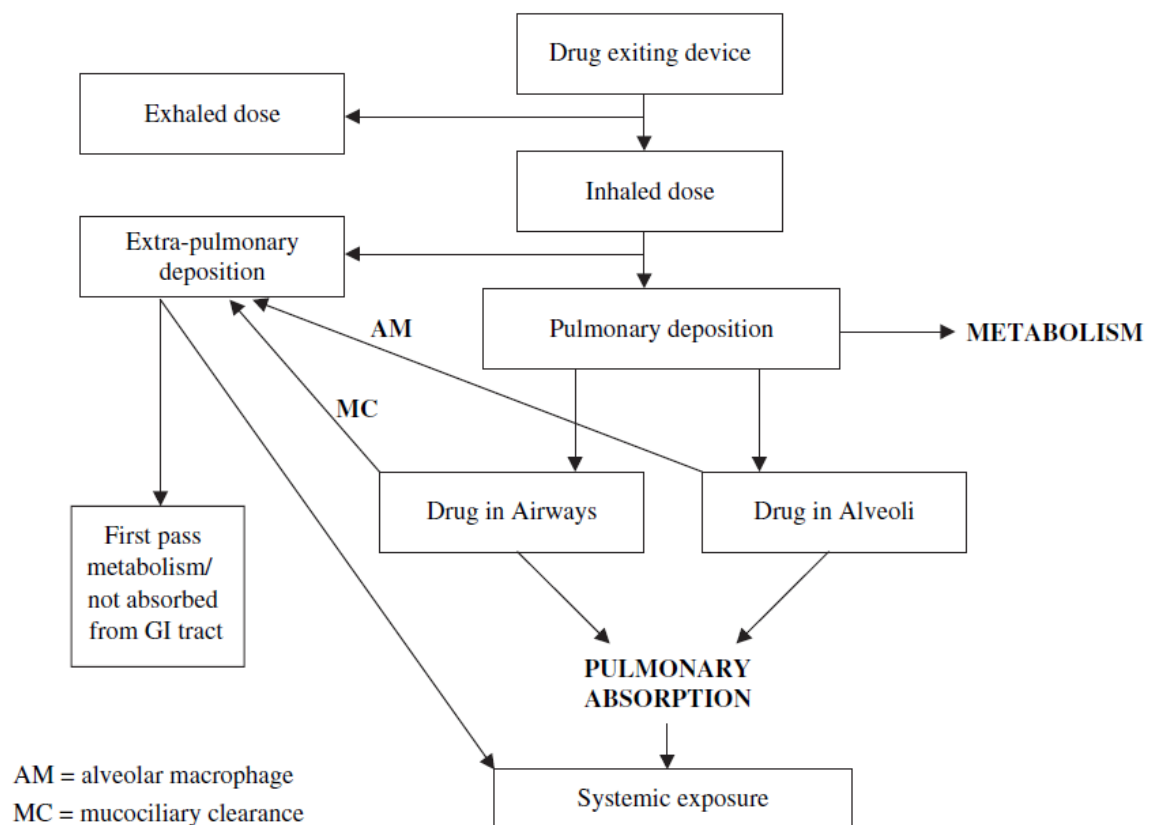 Drug exiting device
Exhaled dose
Inhaled dose
Extra-pulmonary
deposition
AM
Pulmonary deposition
METABOLISM
MC
Drug in Airways
Drug in Alveoli
First pass
metabolism/
not absorbed
from GI tract
PULMONARY
ABSORPTION
AM = alveolar macrophage
MC = mucociliary clearance
Systemic exposure